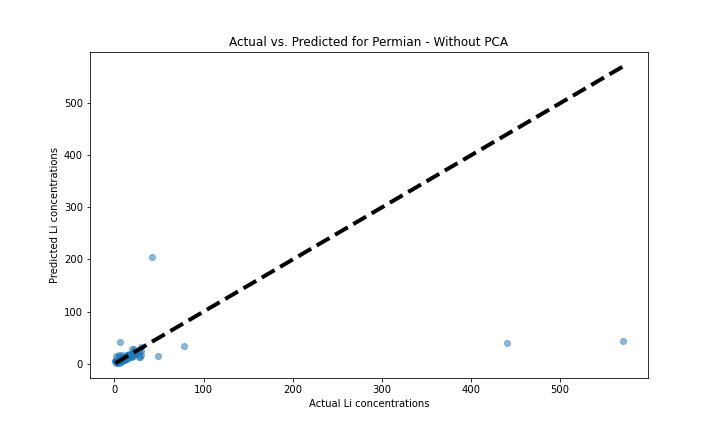 Actual vs. Predicted for Permian - Without PCA
Predicted Li concentrations
500
400
300
200
100
0
0 100 200 300 400 500
Actual Li concentrations